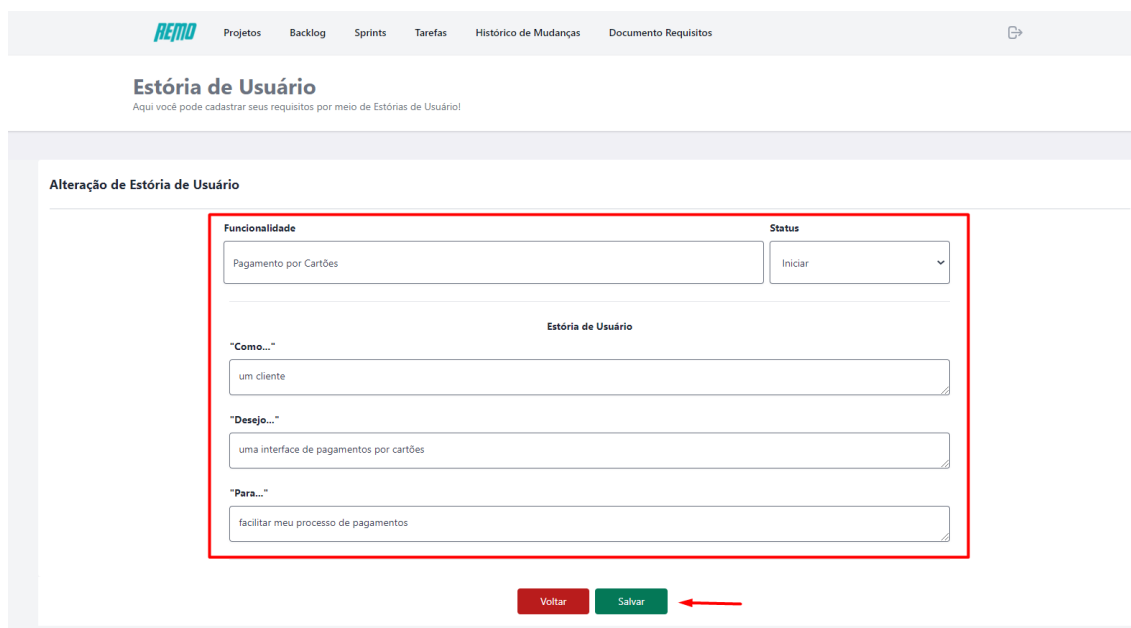 REMO Projetos Backlog Sprints Tarefas Histórico de Mudanças Documento Requisitos
Estória de Usuário
Aqui você pode cadastrar seus requisitos por meio de Estórias de Usuário!
Alteração de Estória de Usuário
Funcionalidade Status
Pagamento por Cartões Iniciar
Estória de Usuário
"Como..."
um cliente
"Desejo..."
uma interface de pagamentos por cartões
"Para..."
facilitar meu processo de pagamentos
Voltar Salvar